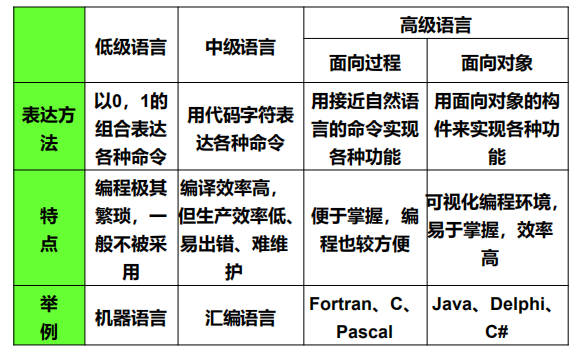 低级语言
中级语言
高级语言
面向过程
面向对象
表达方
法
以0，1的
组合表达
各种命令
用代码字符表
达各种命令
用接近自然语
言的命令实现
各种功能
用面向对象的构
件来实现各种功
能
特
点
编程极其
繁琐，一
般不被采
用
编译效率高，
但生产效率低、
易出错、难维
护
便于掌握，编
程也较方便
可视化编程环境，
易于掌握，效率
高
举
例
机器语言
汇编语言
Fortran、C、
Pascal
Java、Delphi、
C#